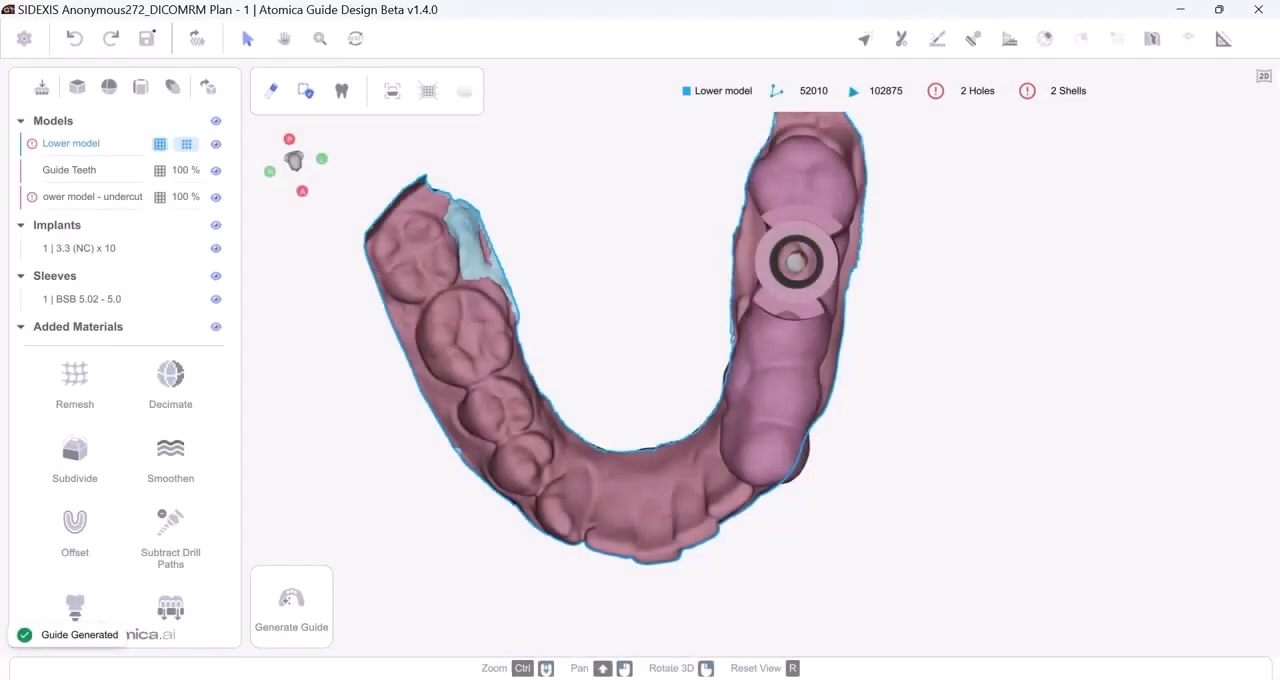 SIDEXIS Anonymous272_DICOMRM Plan - 1 | Atomica Guide Design Beta v1.4.0
RESET
2D
Lower model 52010 102875 2 Holes 2 Shells
Models
Lower model
Guide Teeth 100 %
ower model - undercut 100 %
Implants
1 | 3.3 (NC) x 10
Sleeves
1 | BSB 5.02 - 5.0
Added Materials
Remesh Decimate
Subdivide Smoothen
Offset Subtract Drill Paths
Guide Generated mica.ai
P
A
Generate Guide
Zoom Ctrl Pan Rotate 3D Reset View R